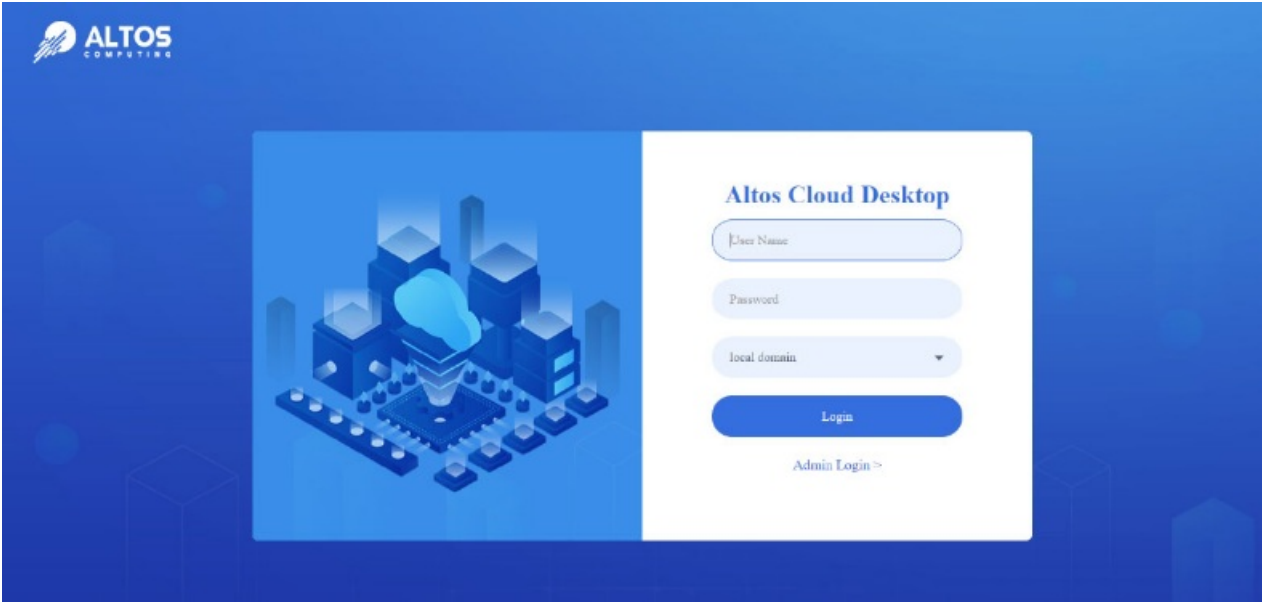 ALTOS
COMPUTING
Altos Cloud Desktop
User Name
Password
local domain
Login
Admin Login >